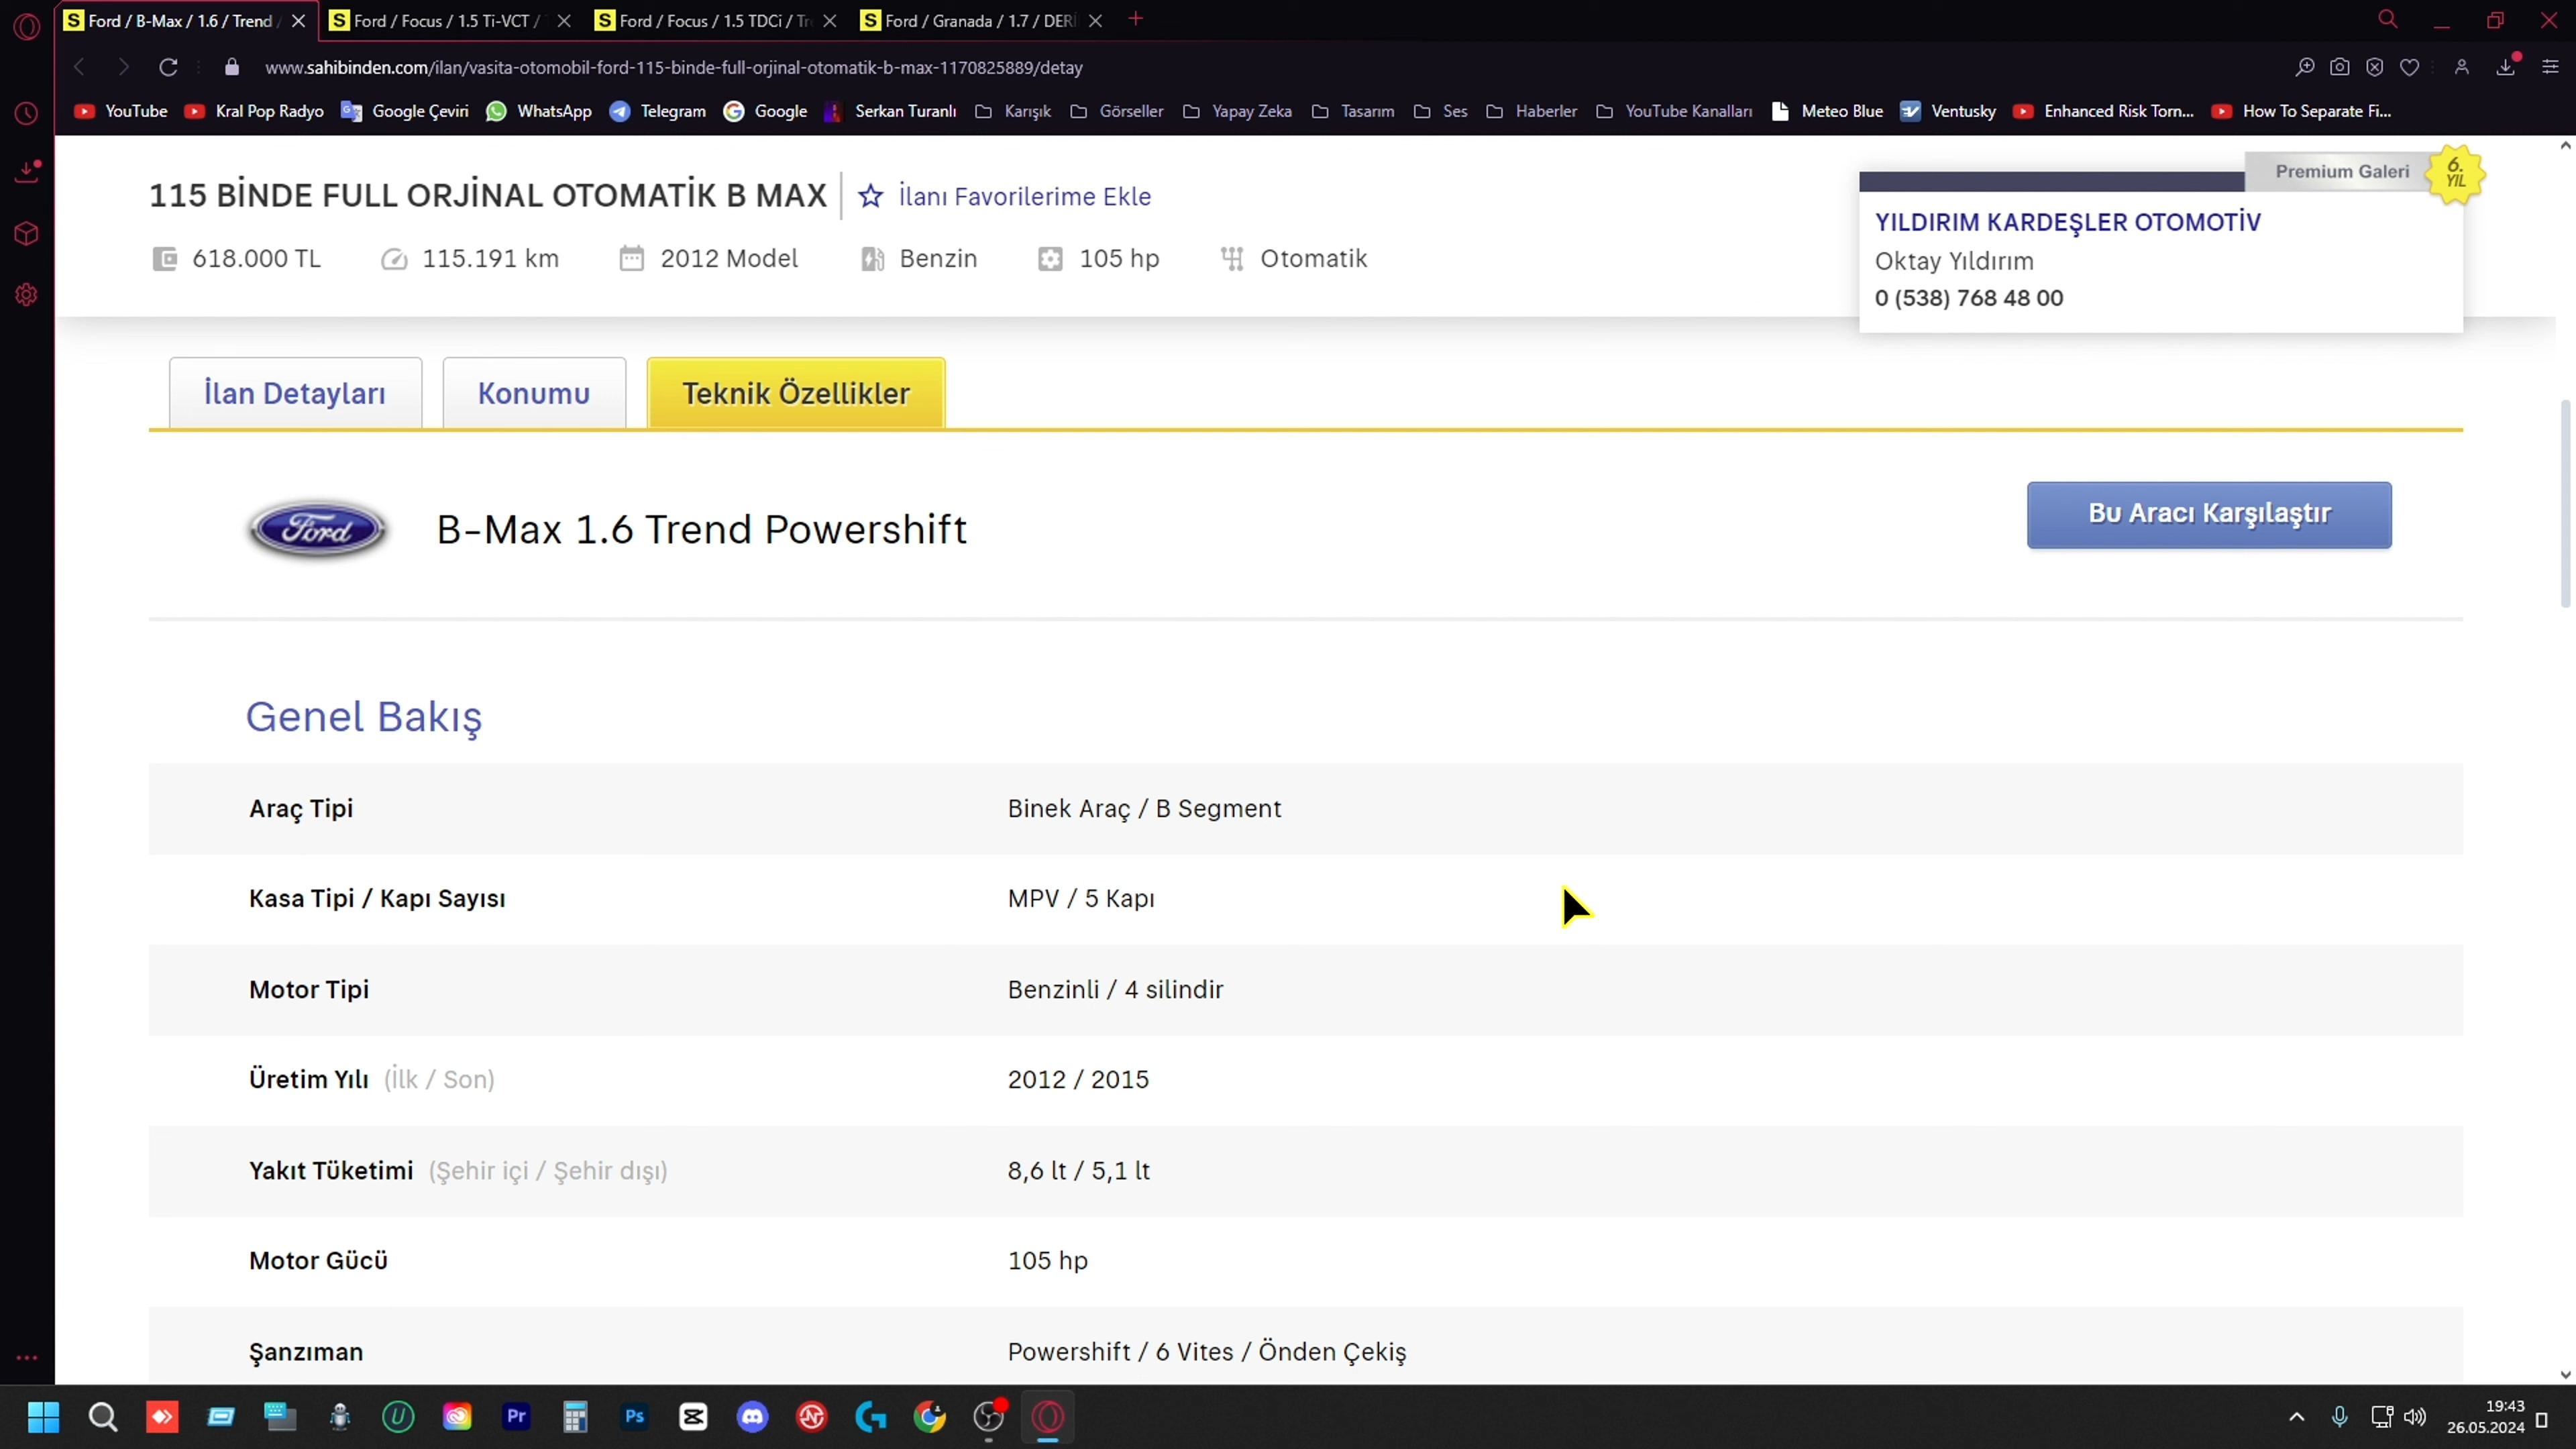 Ford / B-Max / 1.6 / Trend
Ford / Focus / 1.5 Ti-VCT /
Ford / Focus / 1.5 TDCi / Tr
Ford / Granada / 1.7 / DERİ
www.sahibinden.com/ilan/vasita-otomobil-ford-115-binde-full-orjinal-otomatik-b-max-1170825889/detay
YouTube
Kral Pop Radyo
Google Çeviri
WhatsApp
Telegram
Google
Serkan Turanlı
Karışık
Görseller
Yapay Zeka
Tasarım
Ses
Haberler
YouTube Kanalları
Meteo Blue
Ventusky
Enhanced Risk Torn...
How To Separate Fi...
115 BİNDE FULL ORJİNAL OTOMATİK B MAX
İlanı Favorilerime Ekle
618.000 TL
115.191 km
2012 Model
Benzin
105 hp
Otomatik
Premium Galeri
6.
YIL
YILDIRIM KARDEŞLER OTOMOTİV
Oktay Yıldırım
0 (538) 768 48 00
İlan Detayları
Konumu
Teknik Özellikler
Ford
B-Max 1.6 Trend Powershift
Bu Aracı Karşılaştır
Genel Bakış
Araç Tipi
Binek Araç / B Segment
Kasa Tipi / Kapı Sayısı
MPV / 5 Kapı
Motor Tipi
Benzinli / 4 silindir
Üretim Yılı (İlk / Son)
2012 / 2015
Yakıt Tüketimi (Şehir içi / Şehir dışı)
8,6 lt / 5,1 lt
Motor Gücü
105 hp
Şanzıman
Powershift / 6 Vites / Önden Çekiş
Pr
Ps
19:43
26.05.2024